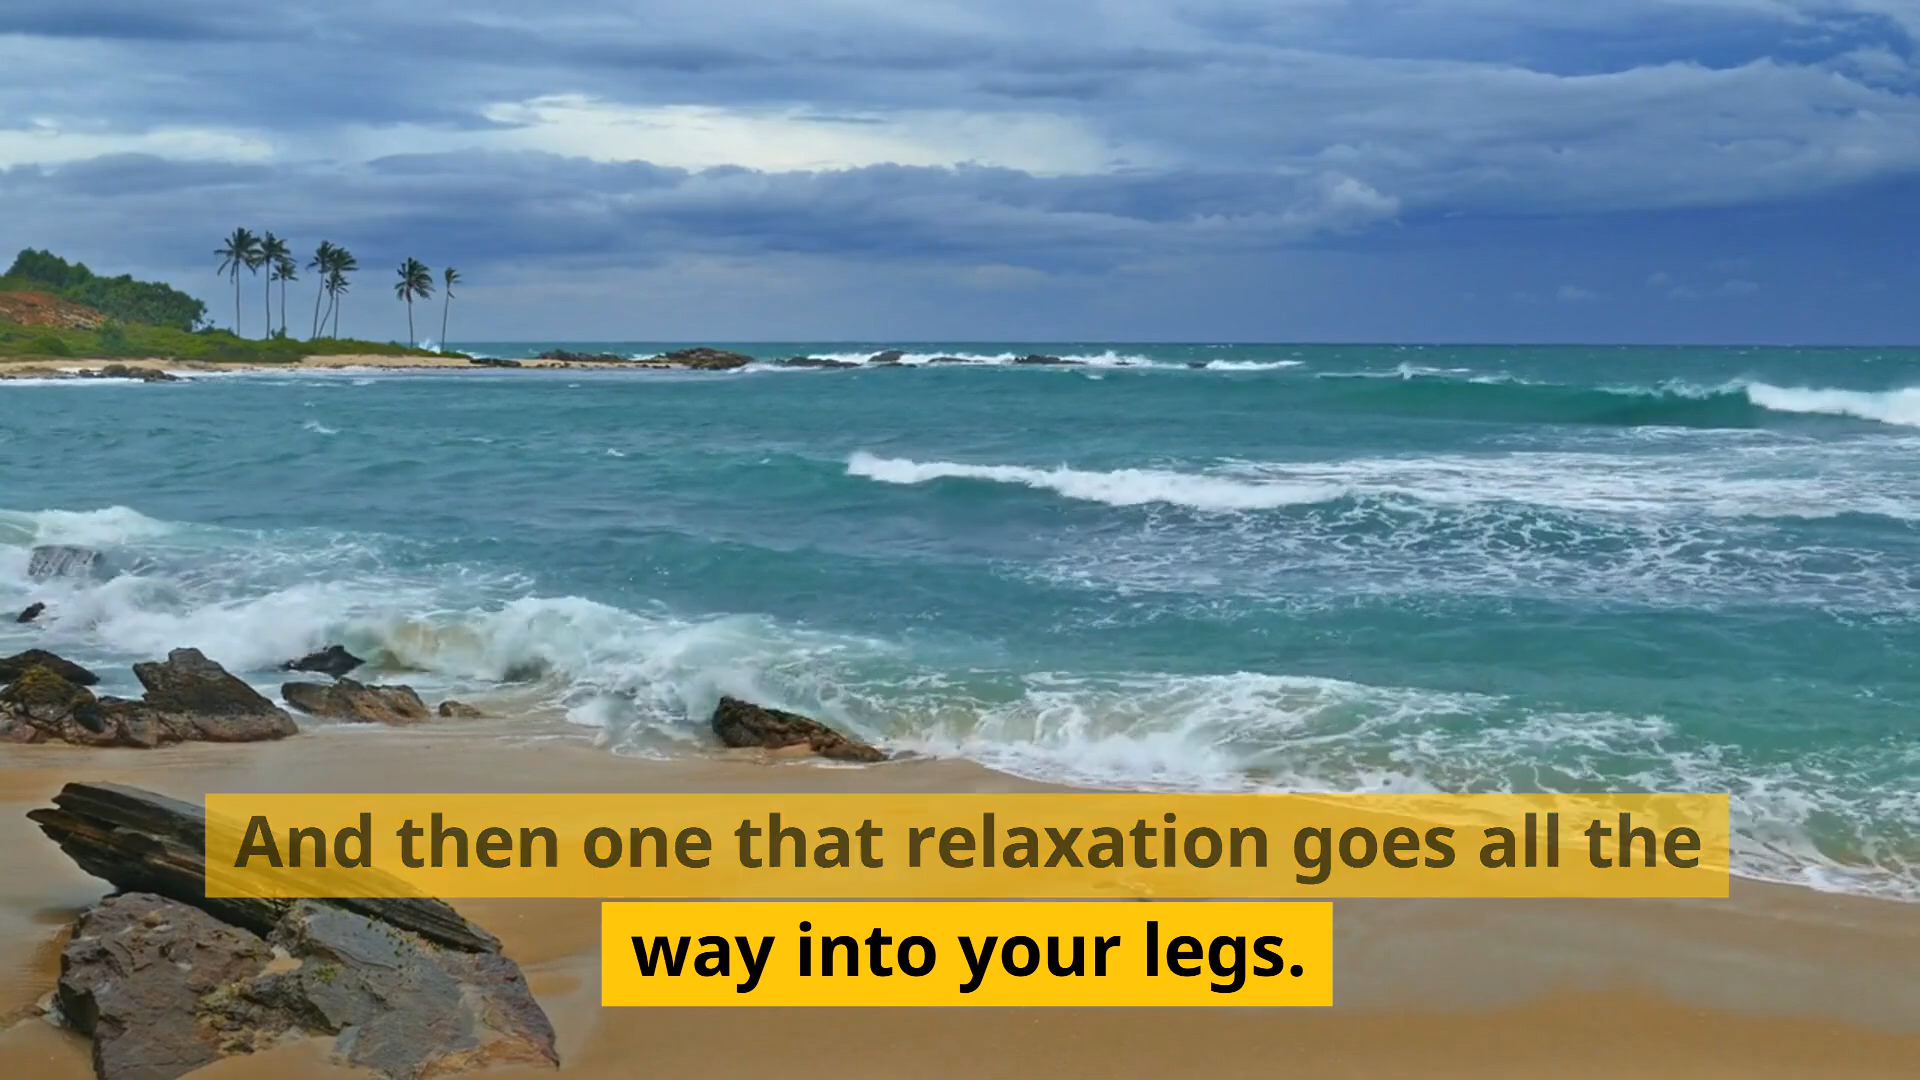 And then one that relaxation goes all the
way into your legs.